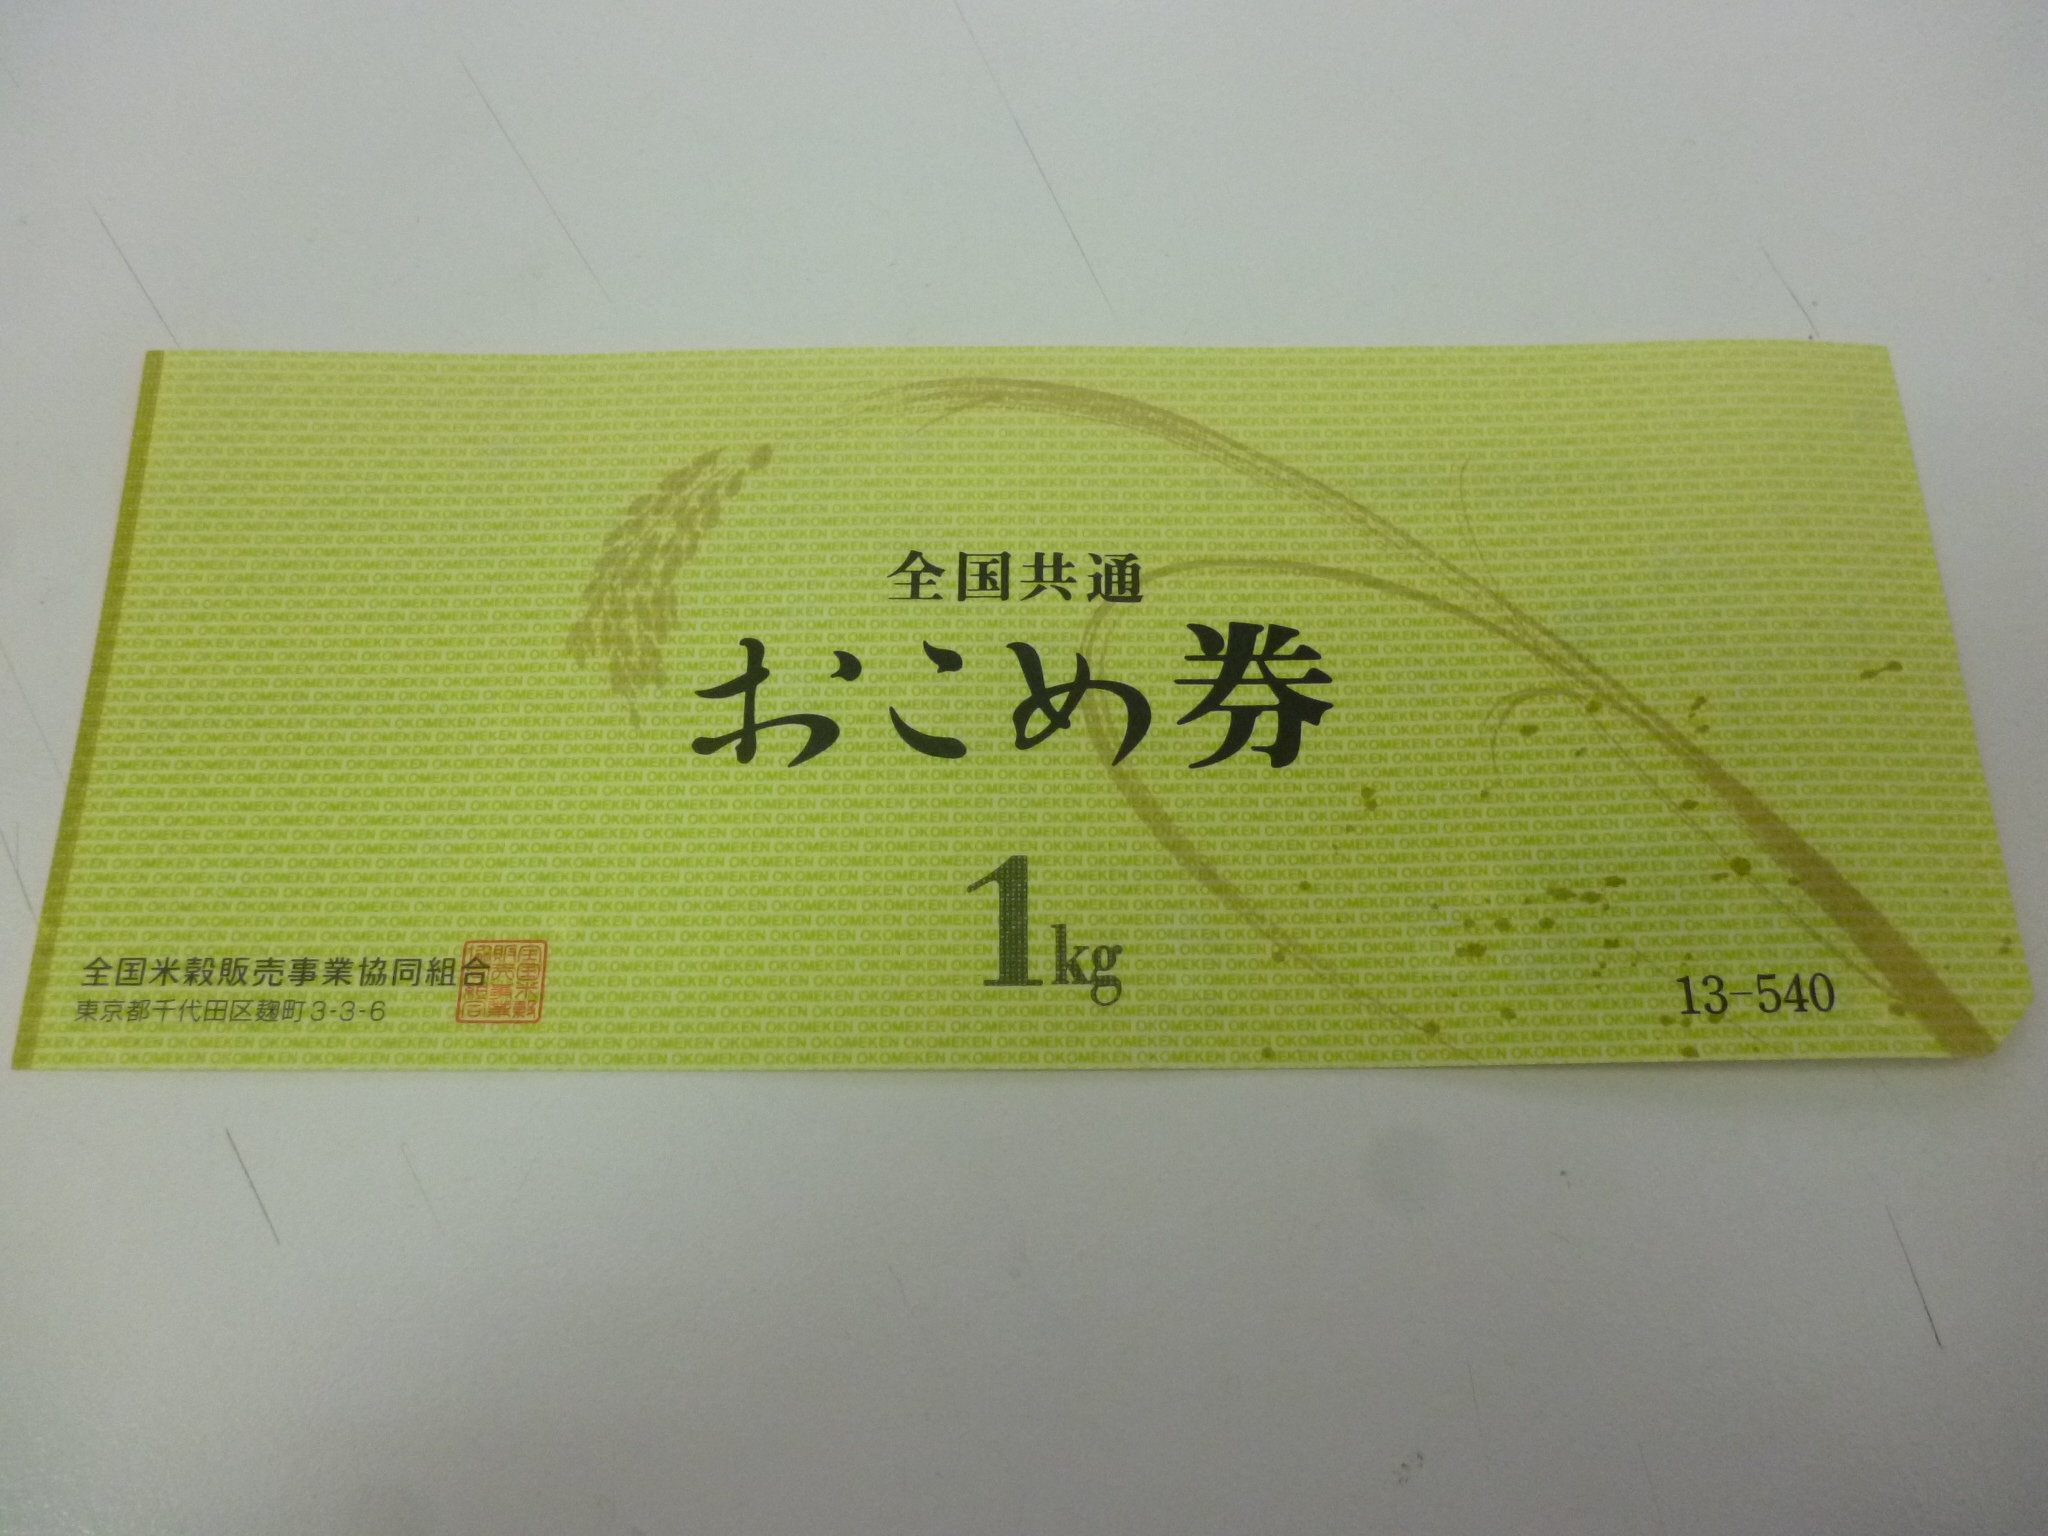 全国共通
おこめ券
1kg
全国米穀販売事業協同組合
東京都千代田区麹町3-3-6
13-540
OKOMEKEN